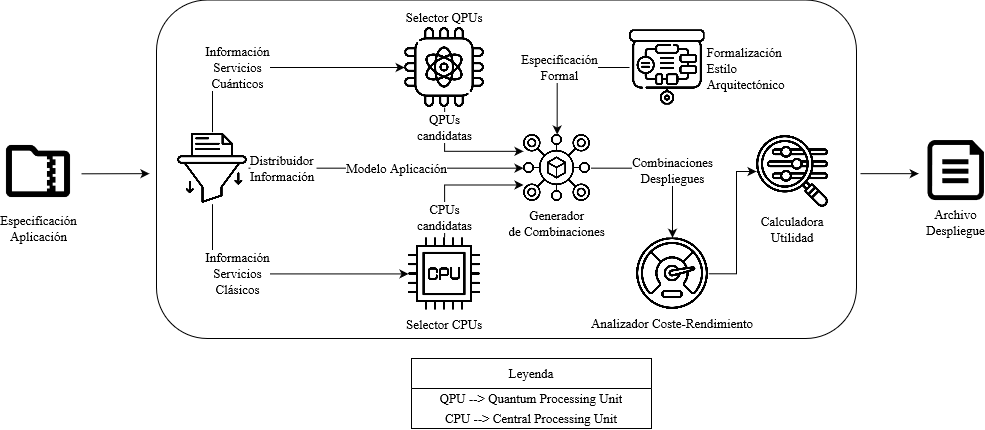 Selector QPUs
Información
Servicios
Cuánticos
Especificación
Formal
Formalización
Estilo
Arquitectónico
QPUs
candidatas
Distribuidor
Información
Modelo Aplicación
Combinaciones
Despliegues
Especificación
Aplicación
CPUs
candidatas
Generador
de Combinaciones
Calculadora
Utilidad
Archivo
Despliegue
Información
Servicios
Clásicos
CPU
Selector CPUs
Analizador Coste-Rendimiento
Leyenda
QPU --> Quantum Processing Unit
CPU --> Central Processing Unit